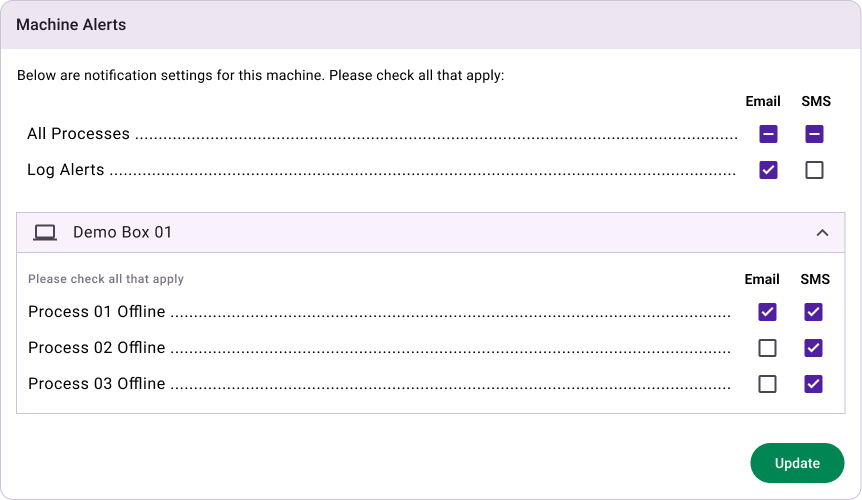 Machine Alerts
Below are notification settings for this machine. Please check all that apply:
Email SMS
All Processes ................................................................................................................................
Log Alerts .....................................................................................................................................
Demo Box 01
Please check all that apply
Email SMS
Process 01 Offline .......................................................................................................................
Process 02 Offline .......................................................................................................................
Process 03 Offline .......................................................................................................................
Update